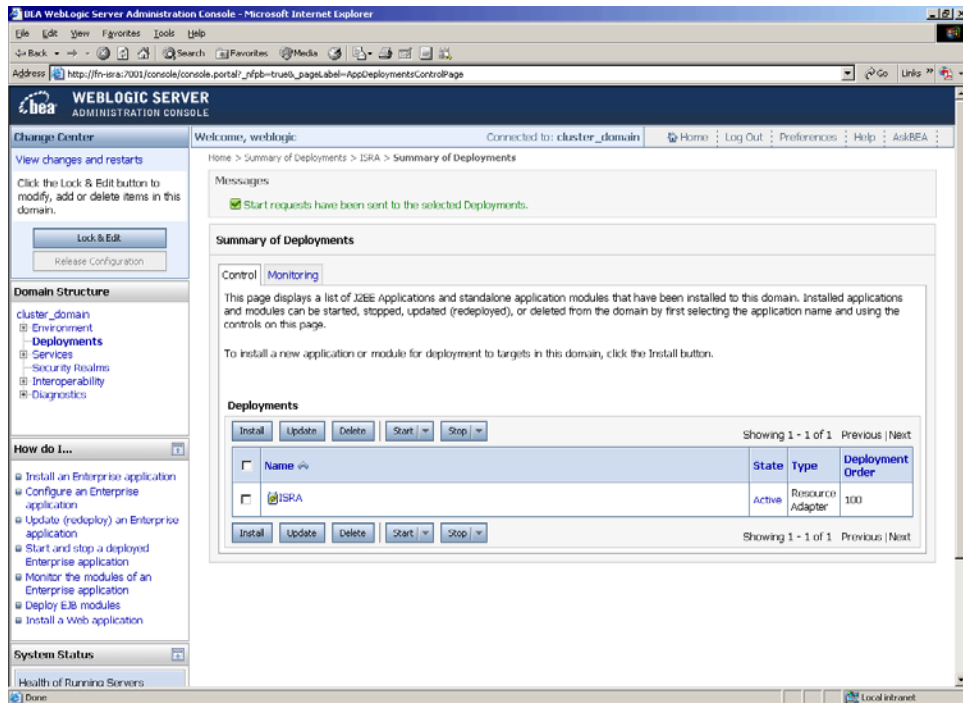 BEA WebLogic Server Administration Console - Microsoft Internet Explorer
File Edit View Favorites Tools Help
Back Search Favorites Media
Address http://fn-isra:7001/console/console.portal?_nfpb=true&_pageLabel=AppDeploymentsControlPage Go Links
bea WEBLOGIC SERVER
ADMINISTRATION CONSOLE
Change Center
View changes and restarts
Click the Lock & Edit button to
modify, add or delete items in this
domain.
Lock & Edit
Release Configuration
Domain Structure
cluster_domain
Environment
Deployments
Services
Security Realms
Interoperability
Diagnostics
How do I...
Install an Enterprise application
Configure an Enterprise
application
Update (redeploy) an Enterprise
application
Start and stop a deployed
Enterprise application
Monitor the modules of an
Enterprise application
Deploy EJB modules
Install a Web application
System Status
Health of Running Servers
Welcome, weblogic Connected to: cluster_domain Home Log Out Preferences Help AskBEA
Home > Summary of Deployments > ISRA > Summary of Deployments
Messages
Start requests have been sent to the selected Deployments.
Summary of Deployments
Control Monitoring
This page displays a list of J2EE Applications and standalone application modules that have been installed to this domain. Installed applications
and modules can be started, stopped, updated (redeployed), or deleted from the domain by first selecting the application name and using the
controls on this page.
To install a new application or module for deployment to targets in this domain, click the Install button.
Deployments
Install Update Delete Start Stop Showing 1 - 1 of 1 Previous | Next
Name State Type Deployment Order
ISRA Active Resource Adapter 100
Install Update Delete Start Stop Showing 1 - 1 of 1 Previous | Next
Done Local intranet